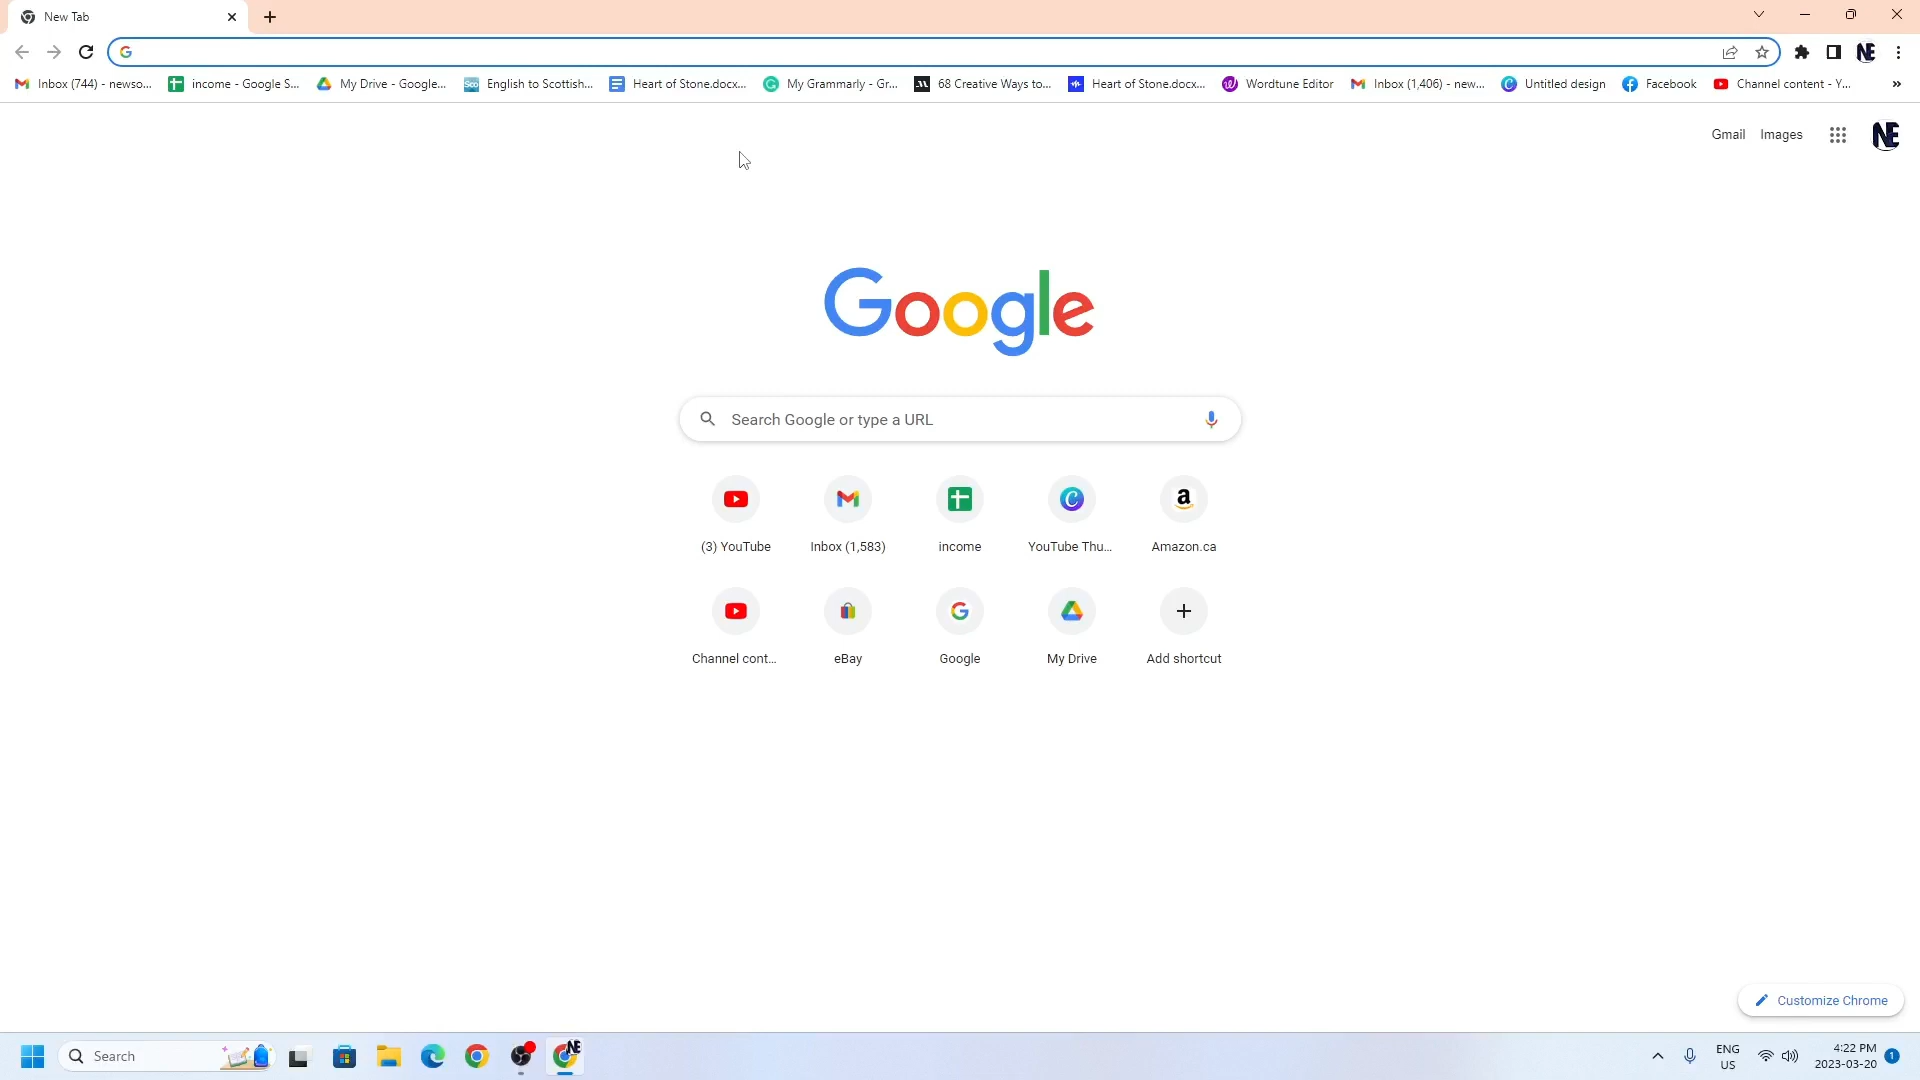 New Tab
Inbox (744) - newso... income - Google S... My Drive - Google... English to Scottish... Heart of Stone.docx... My Grammarly - Gr... 68 Creative Ways to... Heart of Stone.docx... Wordtune Editor Inbox (1,406) - new... Untitled design Facebook Channel content - Y...
Gmail Images NE
Google
Search Google or type a URL
(3) YouTube Inbox (1,583) income YouTube Thu... Amazon.ca
Channel cont... eBay Google My Drive Add shortcut
Customize Chrome
Search
ENG
US
4:22 PM
2023-03-20
1